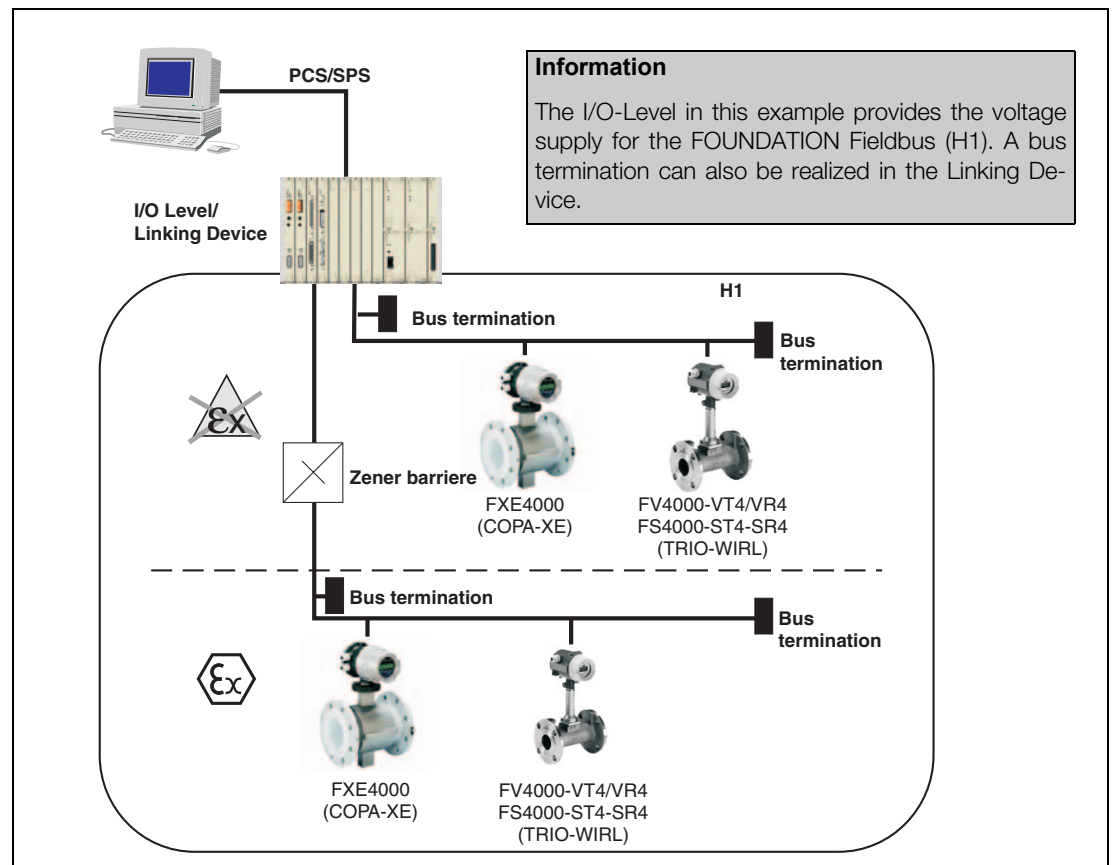 PCS/SPS
Information
The I/O-Level in this example provides the voltage
supply for the FOUNDATION Fieldbus (H1). A bus
termination can also be realized in the Linking De-
vice.
I/O Level/
Linking Device
H1
Bus termination
Bus
termination
εx
Zener barriere
FXE4000
(COPA-XE)
FV4000-VT4/VR4
FS4000-ST4-SR4
(TRIO-WIRL)
Bus termination
Bus
termination
εx
FXE4000
(COPA-XE)
FV4000-VT4/VR4
FS4000-ST4-SR4
(TRIO-WIRL)